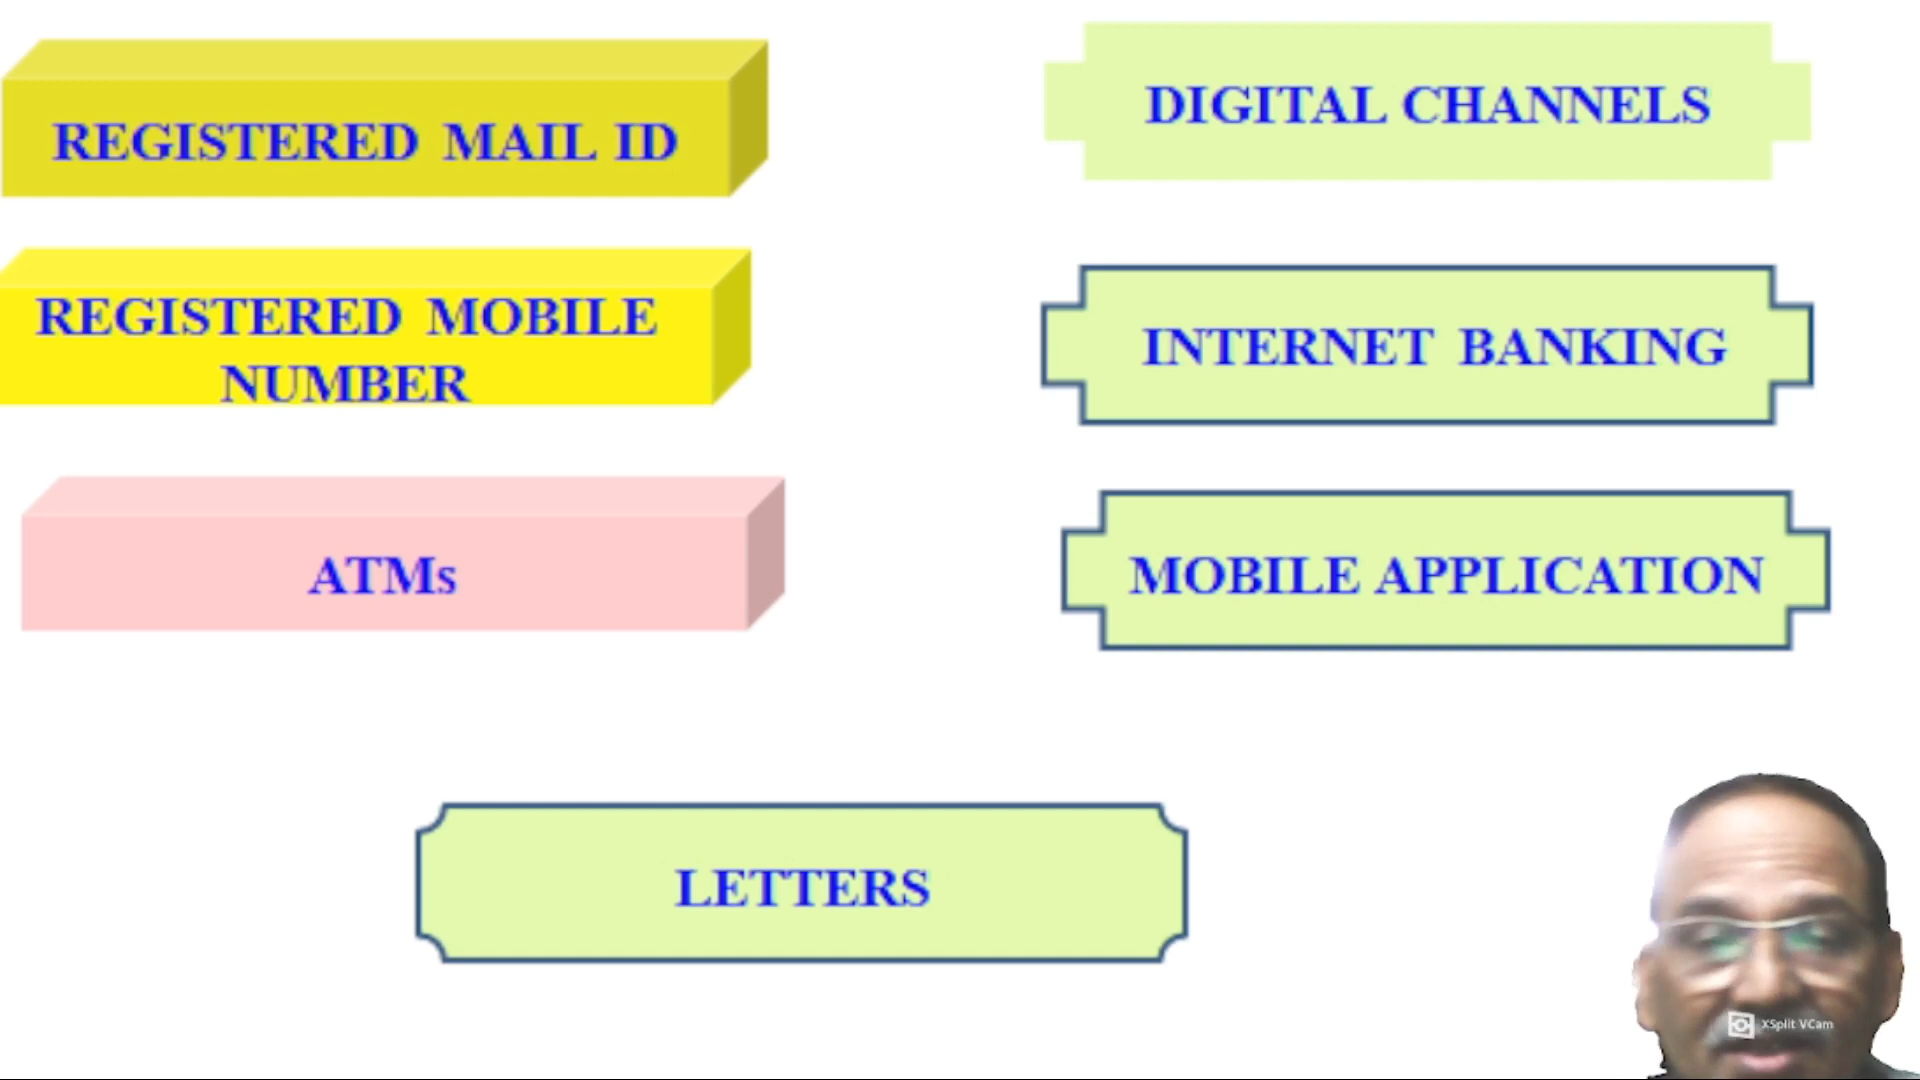 REGISTERED MAIL ID
DIGITAL CHANNELS
REGISTERED MOBILE
NUMBER
INTERNET BANKING
ATMs
MOBILE APPLICATION
LETTERS
XSplit VCam